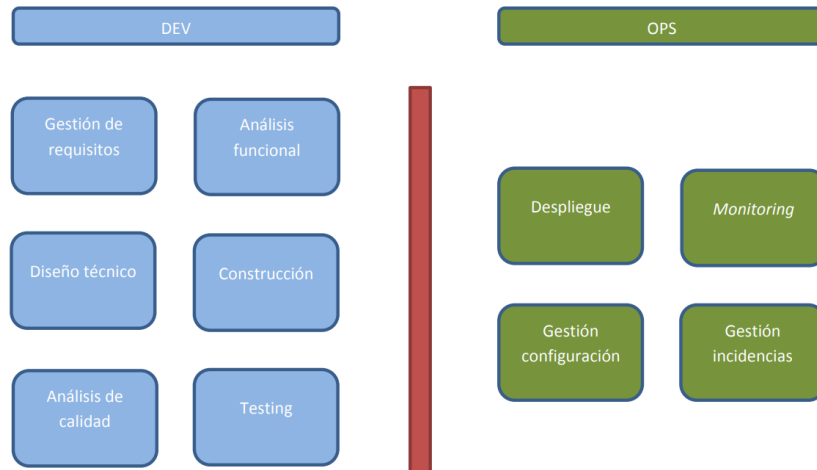 DEV
OPS
Gestión de
requisitos
Análisis
funcional
Diseño técnico
Construcción
Análisis de
calidad
Testing
Despliegue
Monitoring
Gestión
configuración
Gestión
incidencias